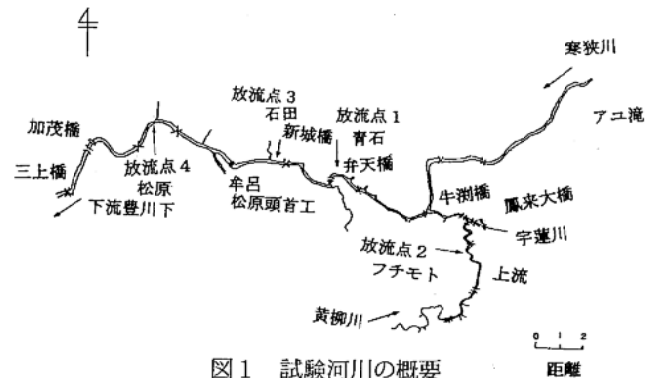 寒狭川
アユ滝
放流点3
石田
新城橋
放流点1
青石
弁天橋
加茂橋
三上橋
放流点4
松原
下流豊川下
牟呂
松原頭首工
牛渕橋
鳳来大橋
宇蓮川
放流点2
フチモト
上流
黄柳川
0 1 2
距離
図1 試験河川の概要